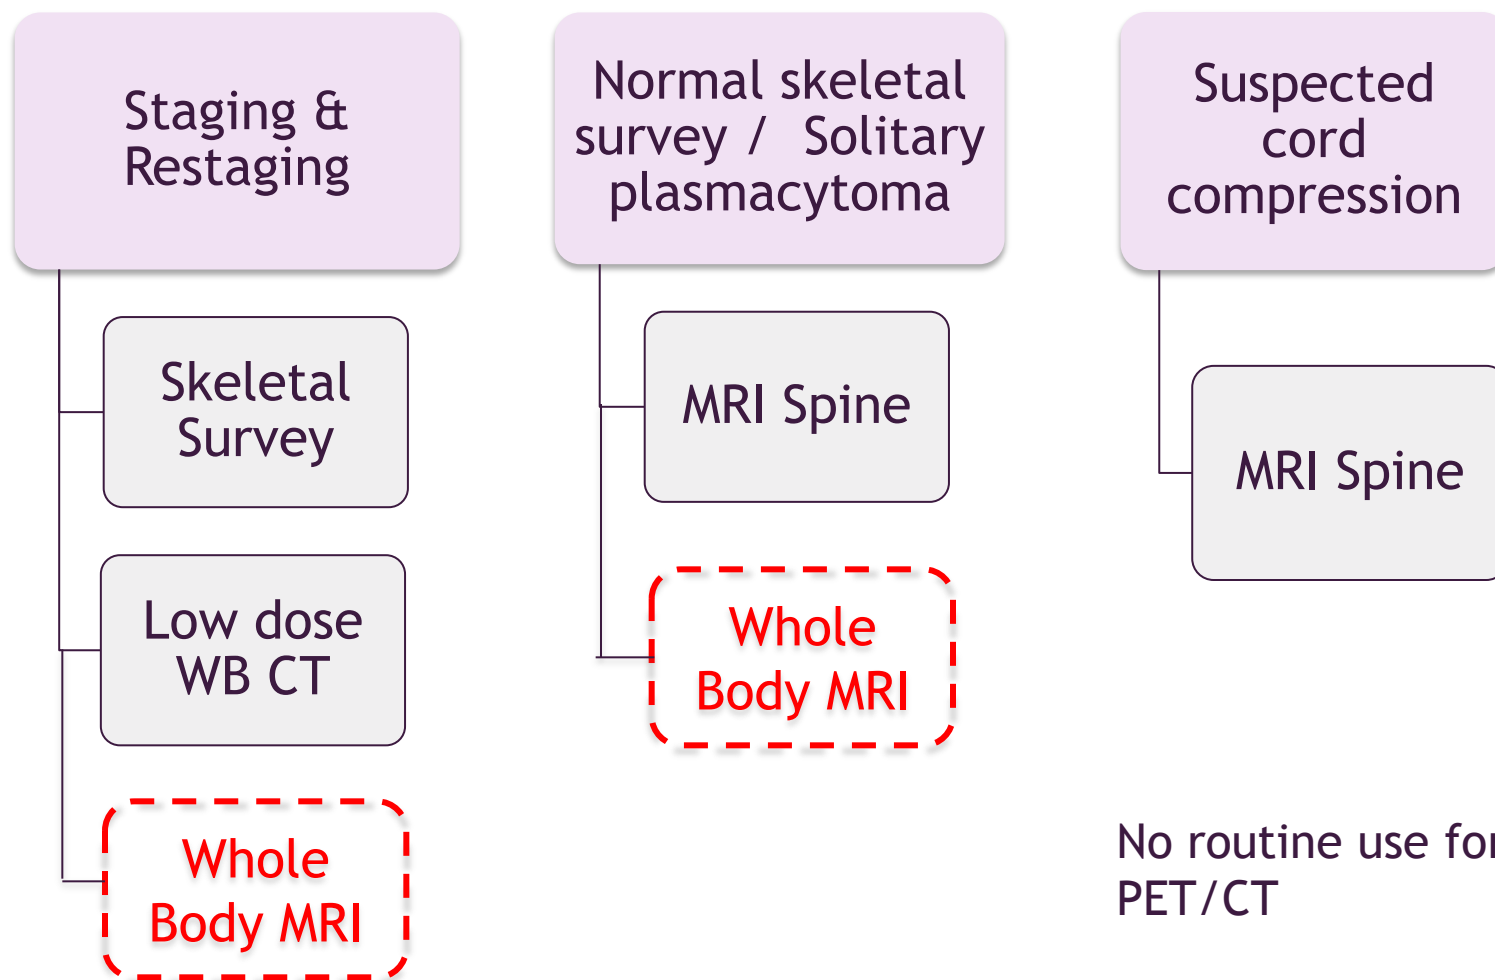 Staging &
Restaging
Skeletal
Survey
Low dose
WB CT
Whole
Body MRI
Normal skeletal
survey / Solitary
plasmacytoma
MRI Spine
Whole
Body MRI
Suspected
cord
compression
MRI Spine
No routine use for
PET/CT